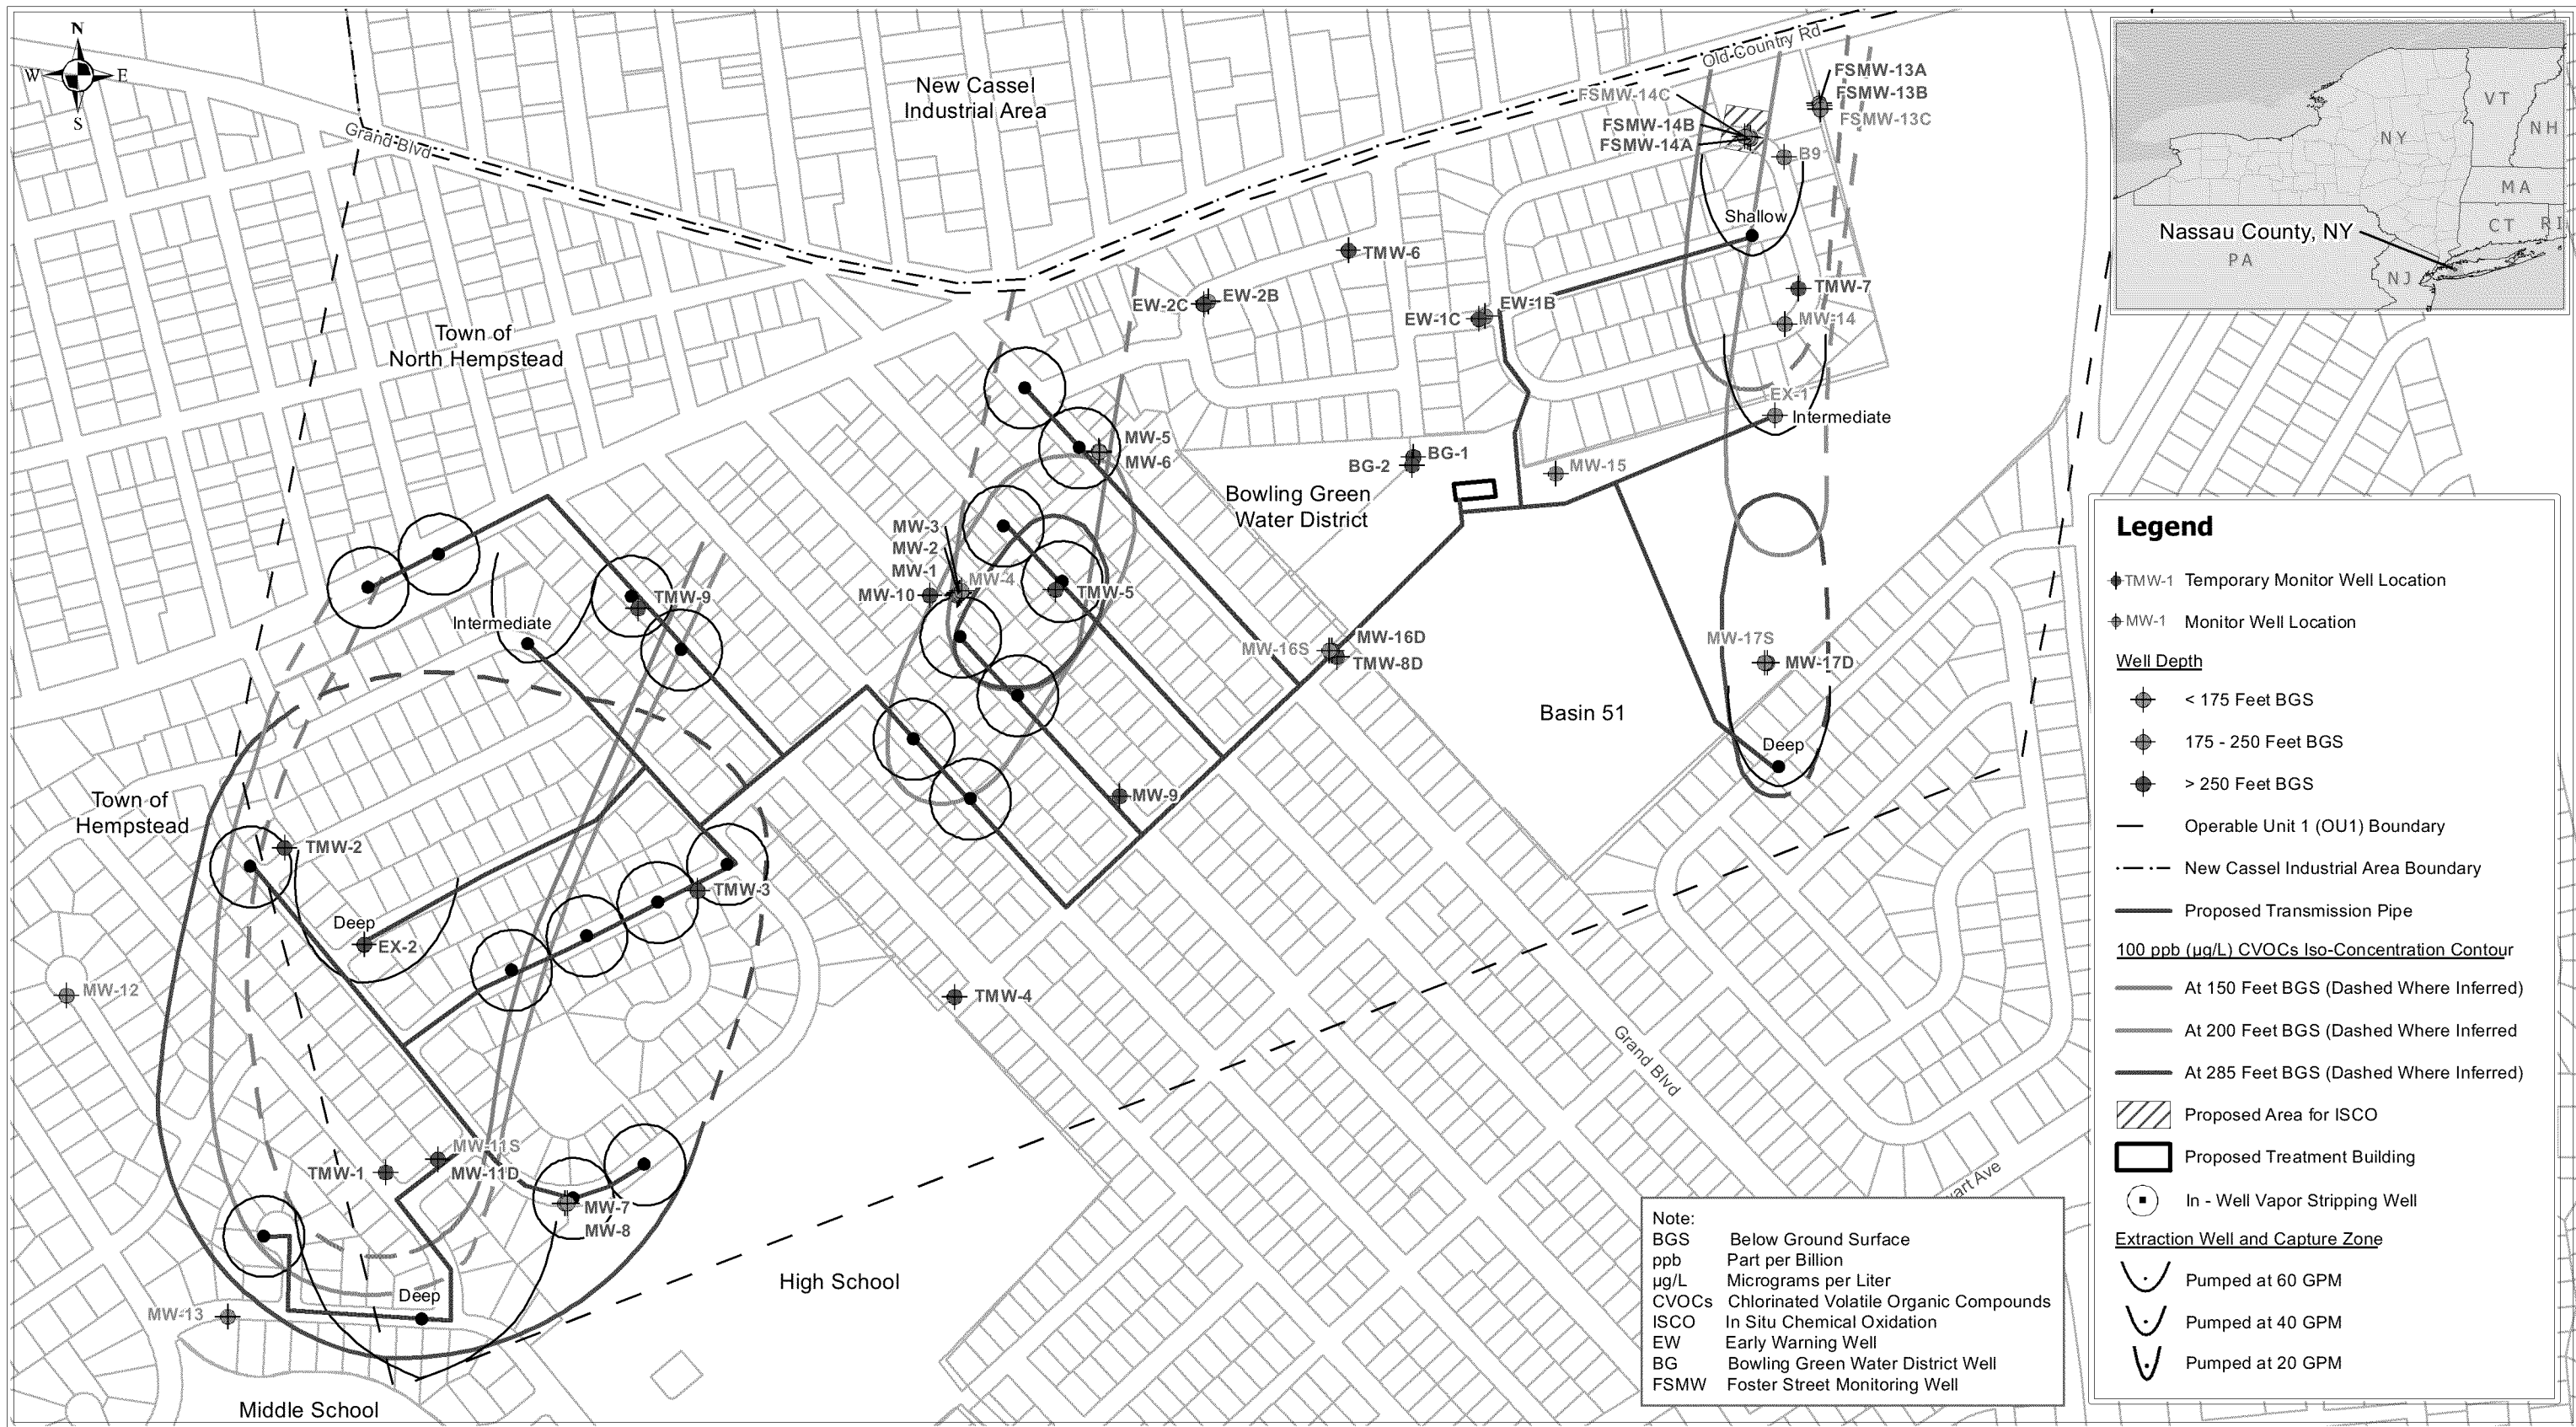 N
W
E
S
Grand Blvd
New Cassel
Industrial Area
Old Country Rd
FSMW-13A
FSMW-13B
FSMW-13C
FSMW-14C
FSMW-14B
FSMW-14A
B9
Shallow
TMW-6
TMW-7
MW-14
EW-2C
EW-2B
EW-1C
EW-1B
EX-1
Intermediate
Town of
North Hempstead
MW-5
MW-6
BG-1
BG-2
MW-15
Bowling Green
Water District
MW-3
MW-2
MW-1
MW-4
MW-10
TMW-5
TMW-9
Intermediate
MW-16S
MW-16D
TMW-8D
MW-17S
MW-17D
Basin 51
Deep
MW-9
Town of
Hempstead
TMW-2
TMW-3
Deep
EX-2
MW-12
TMW-4
Grand Blvd
MW-11S
MW-11D
TMW-1
MW-7
MW-8
High School
Deep
MW-13
Middle School
art Ave
NY
VT
NH
MA
CT
RI
Nassau County, NY
PA
NJ
Legend
TMW-1 Temporary Monitor Well Location
MW-1 Monitor Well Location
Well Depth
< 175 Feet BGS
175 - 250 Feet BGS
> 250 Feet BGS
Operable Unit 1 (OU1) Boundary
New Cassel Industrial Area Boundary
Proposed Transmission Pipe
100 ppb (µg/L) CVOCs Iso-Concentration Contour
At 150 Feet BGS (Dashed Where Inferred)
At 200 Feet BGS (Dashed Where Inferred
At 285 Feet BGS (Dashed Where Inferred)
Proposed Area for ISCO
Proposed Treatment Building
In - Well Vapor Stripping Well
Extraction Well and Capture Zone
Pumped at 60 GPM
Pumped at 40 GPM
Pumped at 20 GPM
Note:
BGS Below Ground Surface
ppb Part per Billion
µg/L Micrograms per Liter
CVOCs Chlorinated Volatile Organic Compounds
ISCO In Situ Chemical Oxidation
EW Early Warning Well
BG Bowling Green Water District Well
FSMW Foster Street Monitoring Well